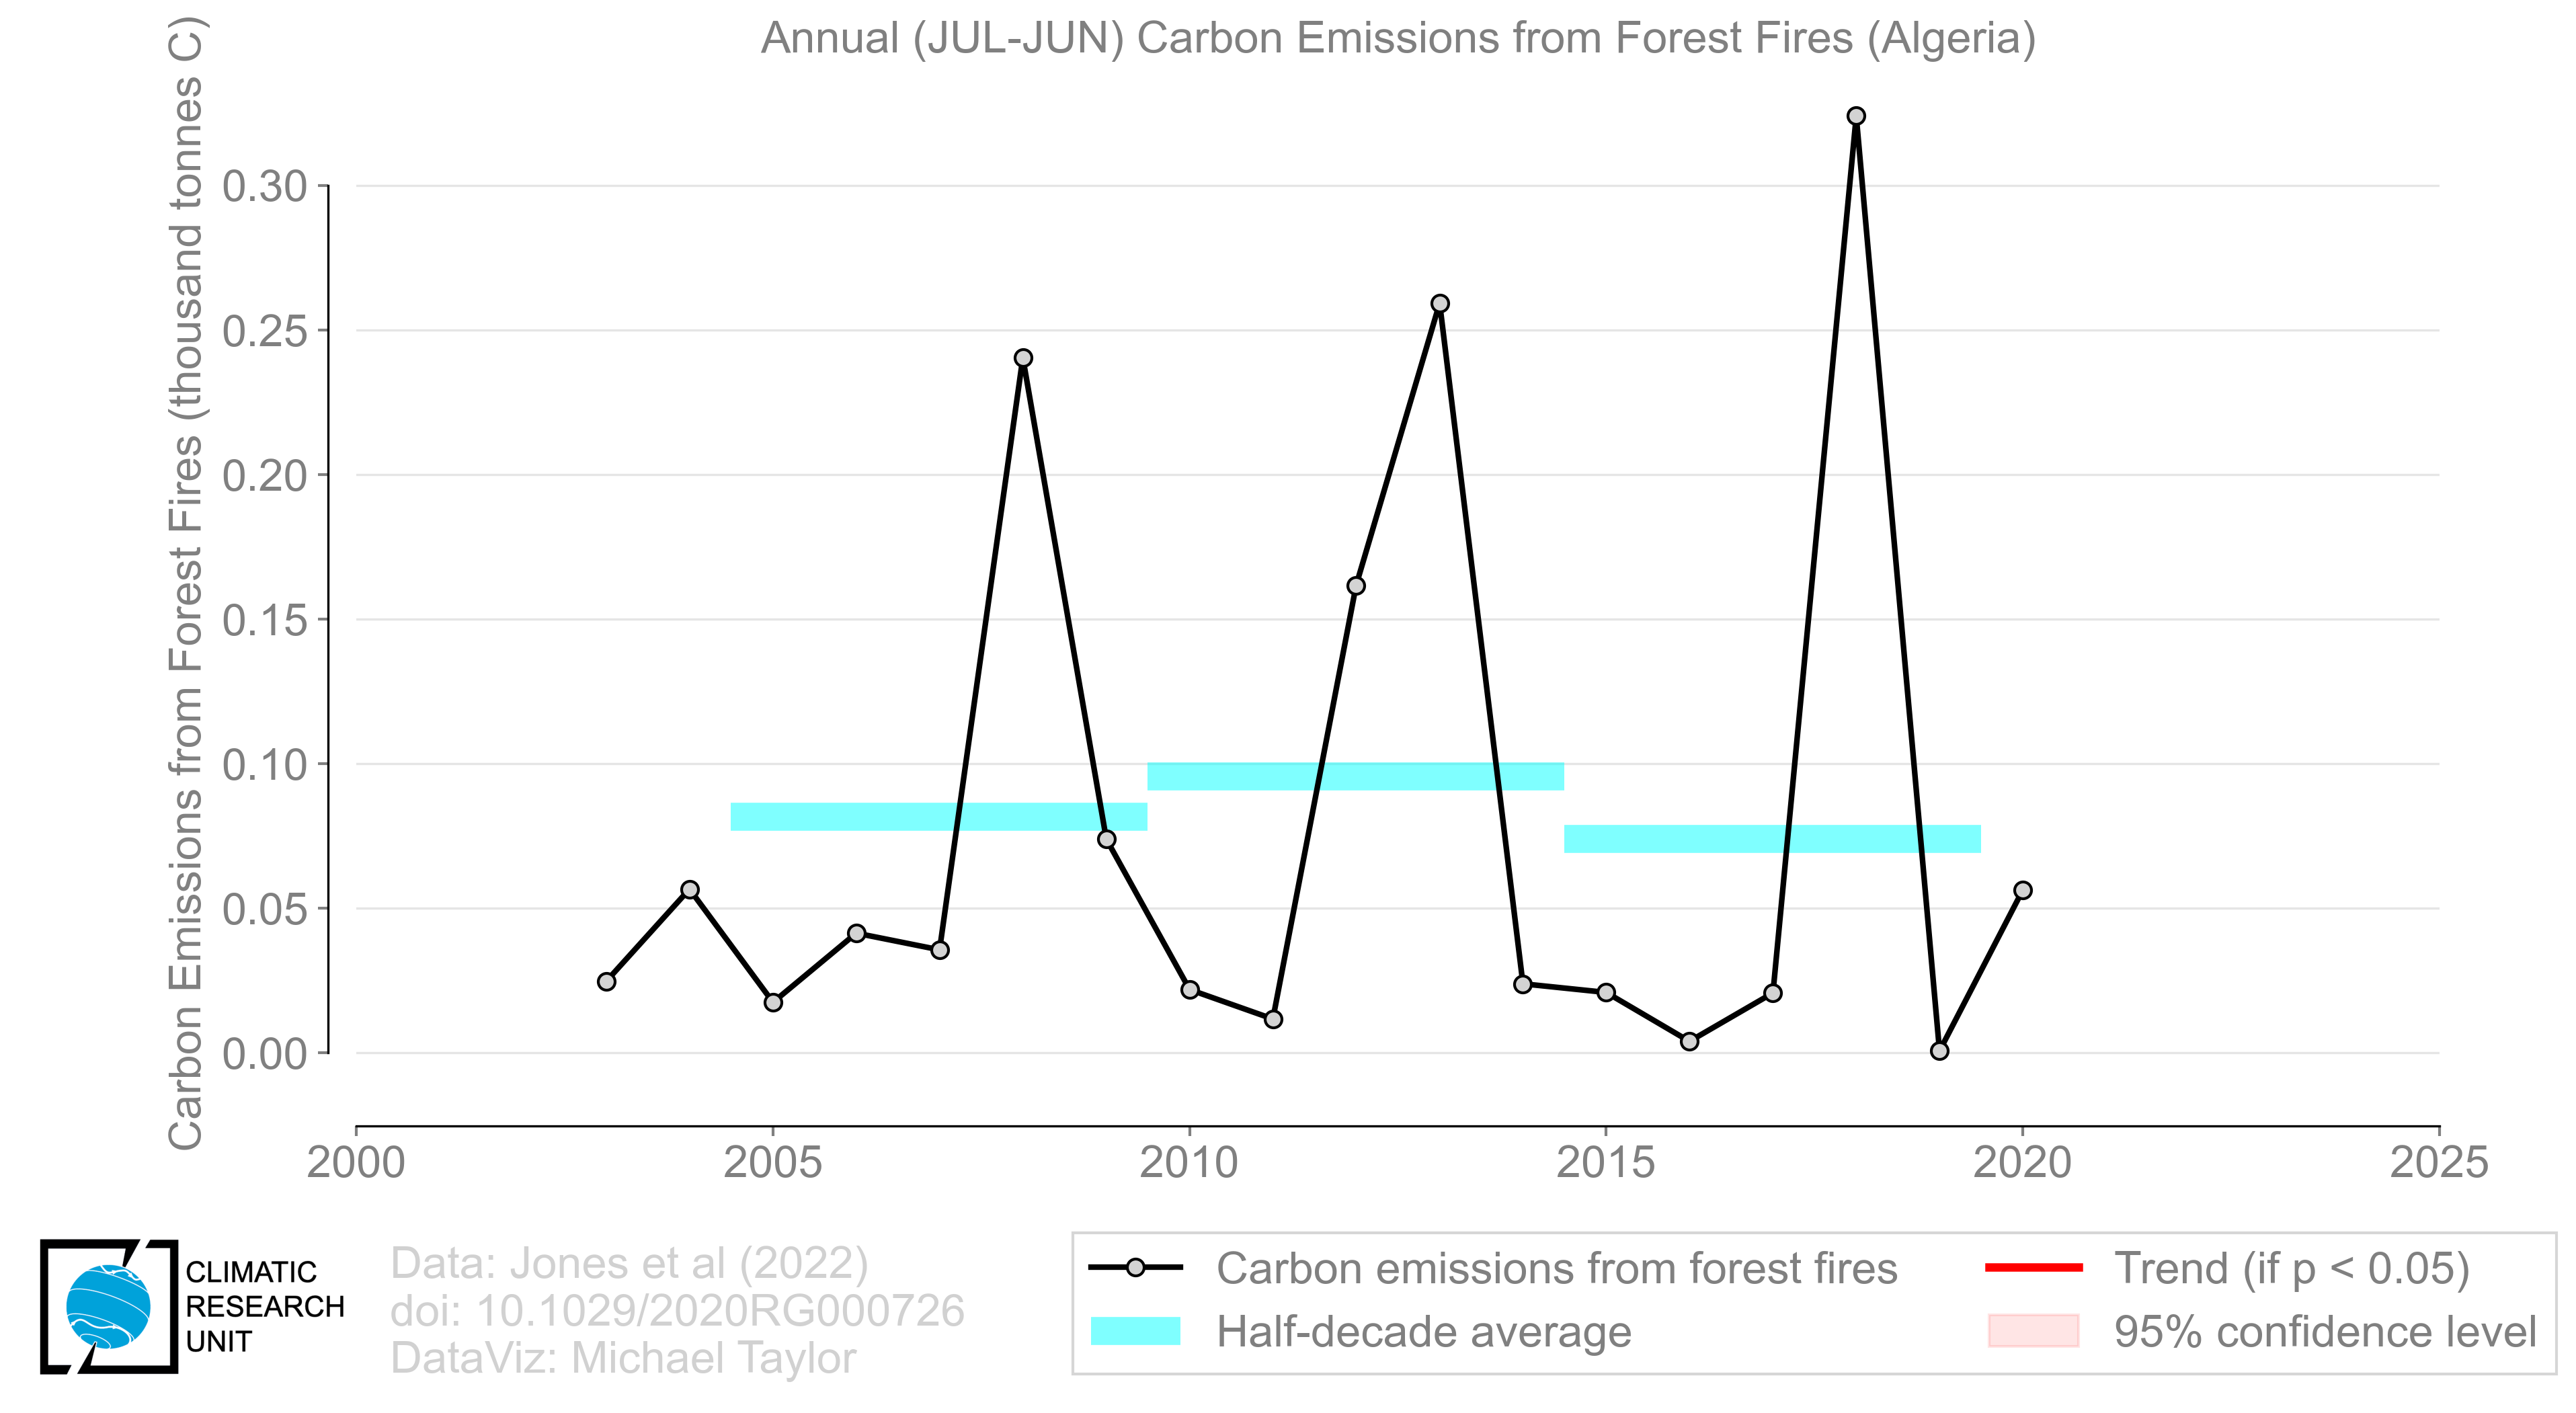 Annual (JUL-JUN) Carbon Emissions from Forest Fires (Algeria)
Carbon Emissions from Forest Fires (thousand tonnes C)
0.30
0.25
0.20
0.15
0.10
0.05
0.00
2000 2005 2010 2015 2020 2025
CLIMATIC
RESEARCH
UNIT
Data: Jones et al (2022)
doi: 10.1029/2020RG000726
DataViz: Michael Taylor
Carbon emissions from forest fires
Half-decade average
Trend (if p < 0.05)
95% confidence level